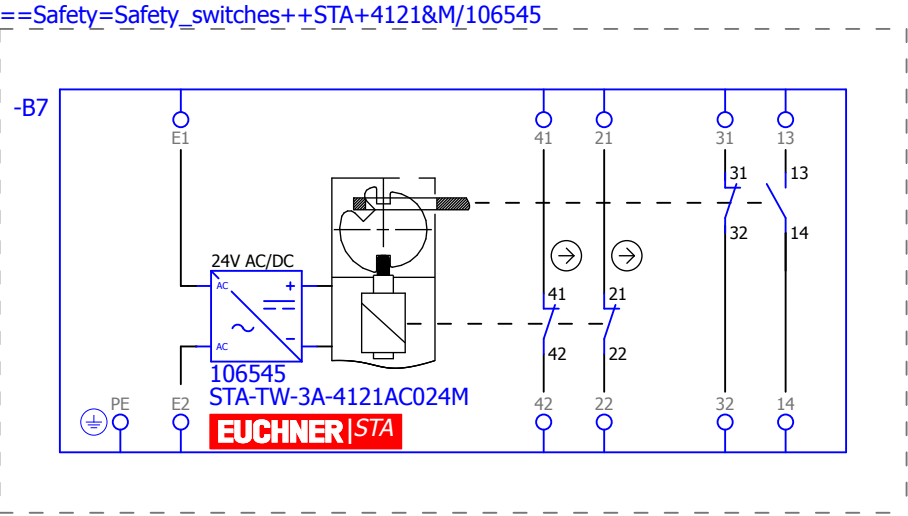 ==Safety=Safety_switches++STA+4121&M/106545
-B7
E1 41 21 31 13
31 13
32 14
24V AC/DC
AC +
AC -
41 21
42 22
106545
STA-TW-3A-4121AC024M
PE E2 42 22 32 14
EUCHNER STA